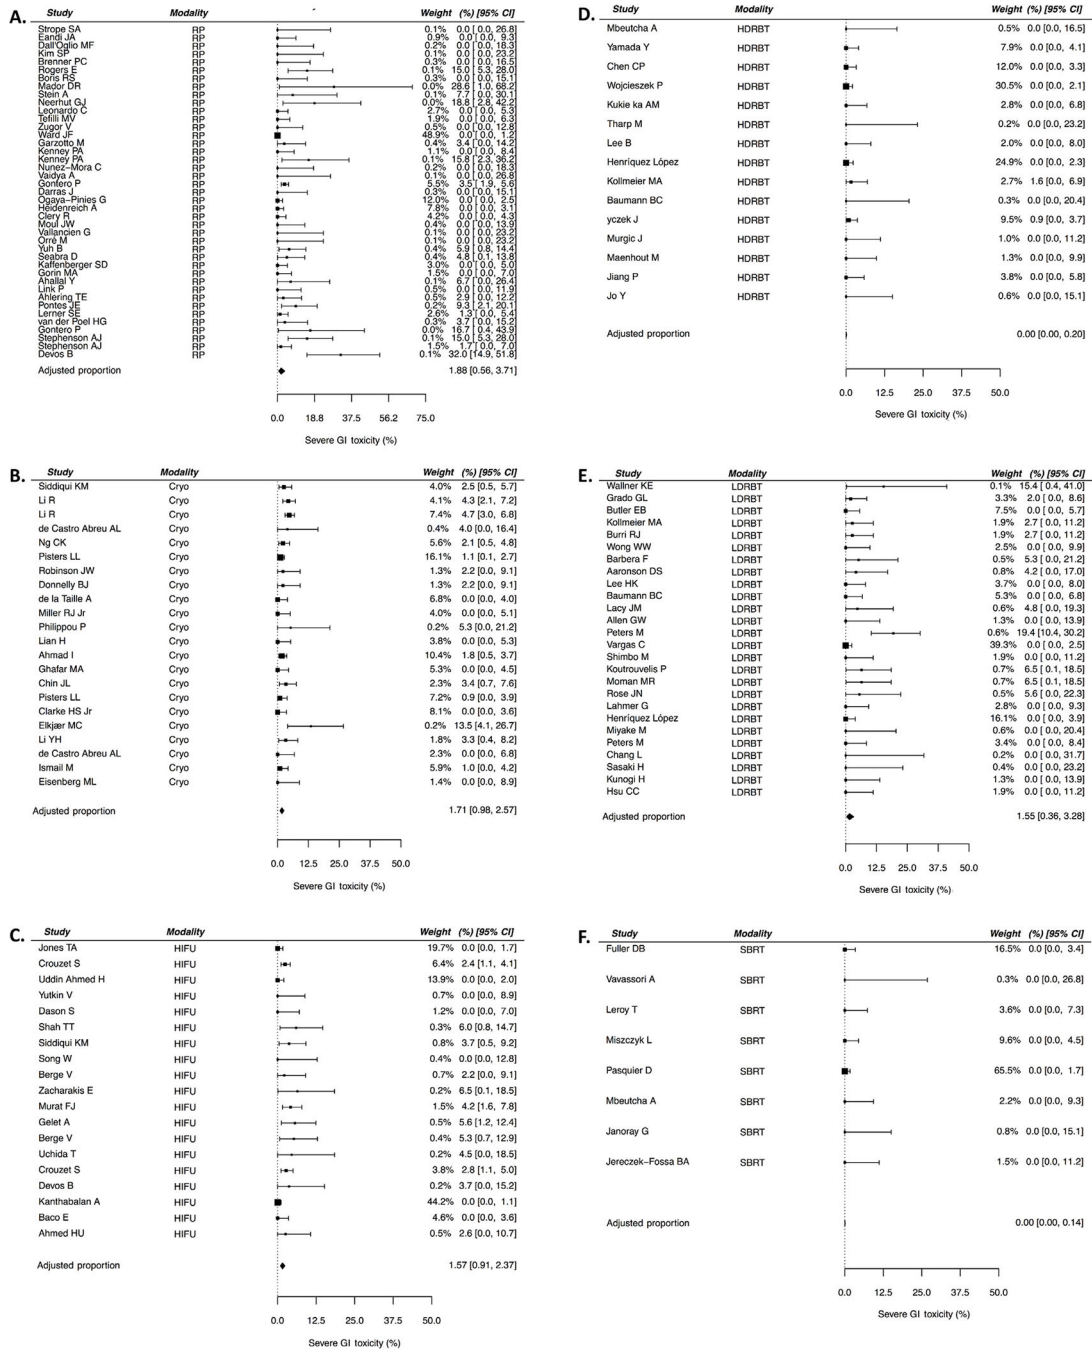 A.
Study Modality Weight (%) [95% CI]
Strope SA RP 0.1% 0.0 [ 0.0, 26.8]
Eandi JA RP 0.0% 0.0 [ 0.0, 9.3]
Dall'Oglio MF RP 0.2% 0.0 [ 0.0, 18.3]
Kim SP RP 0.1% 0.0 [ 0.0, 23.2]
Brenner PC RP 0.3% 0.0 [ 0.0, 16.5]
Rogers E RP 0.1% 15.0 [ 5.3, 28.0]
Boris RS RP 0.3% 0.0 [ 0.0, 15.1]
Mador DR RP 0.0% 28.6 [ 1.0, 68.2]
Stein A RP 0.1% 7.7 [ 0.0, 30.1]
Neerhut GJ RP 0.0% 18.8 [ 2.8, 42.2]
Leonardo C RP 2.7% 0.0 [ 0.0, 5.3]
Tefilli MV RP 1.9% 0.0 [ 0.0, 6.3]
Zugor V RP 0.5% 0.0 [ 0.0, 12.8]
Ward JF RP 48.9% 0.0 [ 0.0, 1.2]
Garzotto M RP 0.4% 3.4 [ 0.0, 14.2]
Kenney PA RP 1.1% 0.0 [ 0.0, 8.4]
Kenney PA RP 0.1% 15.8 [ 2.3, 36.2]
Nunez−Mora C RP 0.2% 0.0 [ 0.0, 18.3]
Vaidya A RP 0.1% 0.0 [ 0.0, 26.8]
Gontero P RP 5.5% 3.5 [ 1.9, 5.6]
Darras J RP 0.3% 0.0 [ 0.0, 15.1]
Ogaya−Pinies G RP 12.0% 0.0 [ 0.0, 2.5]
Heidenreich A RP 7.8% 0.0 [ 0.0, 3.1]
Clery R RP 4.2% 0.0 [ 0.0, 4.3]
Moul JW RP 0.4% 0.0 [ 0.0, 13.9]
Vallancien G RP 0.1% 0.0 [ 0.0, 23.2]
Orré M RP 0.1% 0.0 [ 0.0, 23.2]
Yuh B RP 0.4% 5.9 [ 0.8, 14.4]
Seabra D RP 0.4% 4.8 [ 0.1, 13.8]
Kaffenberger SD RP 3.0% 0.0 [ 0.0, 5.0]
Gorin MA RP 1.5% 0.0 [ 0.0, 7.0]
Ahallal Y RP 0.1% 6.7 [ 0.0, 26.4]
Link P RP 0.5% 0.0 [ 0.0, 11.9]
Ahlering TE RP 0.5% 2.9 [ 0.0, 12.2]
Pontes JE RP 0.2% 9.3 [ 2.1, 20.1]
Lerner SE RP 2.6% 1.3 [ 0.0, 5.4]
van der Poel HG RP 0.3% 3.7 [ 0.0, 15.2]
Gontero P RP 0.0% 16.7 [ 0.4, 43.9]
Stephenson AJ RP 0.1% 15.0 [ 5.3, 28.0]
Stephenson AJ RP 1.5% 1.7 [ 0.0, 7.0]
Devos B RP 0.1% 32.0 [14.9, 51.8]
Adjusted proportion 1.88 [0.56, 3.71]
0.0 18.8 37.5 56.2 75.0
Severe GI toxicity (%)
B.
Study Modality Weight (%) [95% CI]
Siddiqui KM Cryo 4.0% 2.5 [0.5, 5.7]
Li R Cryo 4.1% 4.3 [2.1, 7.2]
Li R Cryo 7.4% 4.7 [3.0, 6.8]
de Castro Abreu AL Cryo 0.4% 4.0 [0.0, 16.4]
Ng CK Cryo 5.6% 2.1 [0.5, 4.8]
Pisters LL Cryo 16.1% 1.1 [0.1, 2.7]
Robinson JW Cryo 1.3% 2.2 [0.0, 9.1]
Donnelly BJ Cryo 1.3% 2.2 [0.0, 9.1]
de la Taille A Cryo 6.8% 0.0 [0.0, 4.0]
Miller RJ Jr Cryo 4.0% 0.0 [0.0, 5.1]
Philippou P Cryo 0.2% 5.3 [0.0, 21.2]
Lian H Cryo 3.8% 0.0 [0.0, 5.3]
Ahmad I Cryo 10.4% 1.8 [0.5, 3.7]
Ghafar MA Cryo 5.3% 0.0 [0.0, 4.5]
Chin JL Cryo 2.3% 3.4 [0.7, 7.6]
Pisters LL Cryo 7.2% 0.9 [0.0, 3.9]
Clarke HS Jr Cryo 8.1% 0.0 [0.0, 3.6]
Elkjær MC Cryo 0.2% 13.5 [4.1, 26.7]
Li YH Cryo 1.8% 3.3 [0.4, 8.2]
de Castro Abreu AL Cryo 2.3% 0.0 [0.0, 6.8]
Ismail M Cryo 5.9% 1.0 [0.0, 4.2]
Eisenberg ML Cryo 1.4% 0.0 [0.0, 8.9]
Adjusted proportion 1.71 [0.98, 2.57]
0.0 12.5 25.0 37.5 50.0
Severe GI toxicity (%)
C.
Study Modality Weight (%) [95% CI]
Jones TA HIFU 19.7% 0.0 [0.0, 1.7]
Crouzet S HIFU 6.4% 2.4 [1.1, 4.1]
Uddin Ahmed H HIFU 13.9% 0.0 [0.0, 2.0]
Yutkin V HIFU 0.7% 0.0 [0.0, 8.9]
Dason S HIFU 1.2% 0.0 [0.0, 7.0]
Shah TT HIFU 0.3% 6.0 [0.8, 14.7]
Siddiqui KM HIFU 0.8% 3.7 [0.5, 9.2]
Song W HIFU 0.4% 0.0 [0.0, 12.8]
Berge V HIFU 0.7% 2.2 [0.0, 9.1]
Zacharakis E HIFU 0.2% 6.5 [0.1, 18.5]
Murat FJ HIFU 1.5% 4.2 [1.6, 7.8]
Gelet A HIFU 0.5% 5.6 [1.2, 12.4]
Berge V HIFU 0.4% 5.3 [0.7, 12.9]
Uchida T HIFU 0.2% 4.5 [0.0, 18.5]
Crouzet S HIFU 3.8% 2.8 [1.1, 5.0]
Devos B HIFU 0.2% 3.7 [0.0, 15.2]
Kanthabalan A HIFU 44.2% 0.0 [0.0, 1.1]
Baco E HIFU 4.6% 0.0 [0.0, 3.6]
Ahmed HU HIFU 0.5% 2.6 [0.0, 10.7]
Adjusted proportion 1.57 [0.91, 2.37]
0.0 12.5 25.0 37.5 50.0
Severe GI toxicity (%)
D.
Study Modality Weight (%) [95% CI]
Mbeutcha A HDRBT 0.5% 0.0 [0.0, 16.5]
Yamada Y HDRBT 7.9% 0.0 [0.0, 4.1]
Chen CP HDRBT 12.0% 0.0 [0.0, 3.3]
Wojcieszek P HDRBT 30.5% 0.0 [0.0, 2.1]
Kukie ka AM HDRBT 2.8% 0.0 [0.0, 6.8]
Tharp M HDRBT 0.2% 0.0 [0.0, 23.2]
Lee B HDRBT 2.0% 0.0 [0.0, 8.0]
Henríquez López HDRBT 24.9% 0.0 [0.0, 2.3]
Kollmeier MA HDRBT 2.7% 1.6 [0.0, 6.9]
Baumann BC HDRBT 0.3% 0.0 [0.0, 20.4]
yczek J HDRBT 9.5% 0.9 [0.0, 3.7]
Murgic J HDRBT 1.0% 0.0 [0.0, 11.2]
Maenhout M HDRBT 1.3% 0.0 [0.0, 9.9]
Jiang P HDRBT 3.8% 0.0 [0.0, 5.8]
Jo Y HDRBT 0.6% 0.0 [0.0, 15.1]
Adjusted proportion 0.00 [0.00, 0.20]
0.0 12.5 25.0 37.5 50.0
Severe GI toxicity (%)
E.
Study Modality Weight (%) [95% CI]
Wallner KE LDRBT 0.1% 15.4 [ 0.4, 41.0]
Grado GL LDRBT 3.3% 2.0 [ 0.0, 8.6]
Butler EB LDRBT 7.5% 0.0 [ 0.0, 5.7]
Kollmeier MA LDRBT 1.9% 2.7 [ 0.0, 11.2]
Burri RJ LDRBT 1.9% 2.7 [ 0.0, 11.2]
Wong WW LDRBT 2.5% 0.0 [ 0.0, 9.9]
Barbera F LDRBT 0.5% 5.3 [ 0.0, 21.2]
Aaronson DS LDRBT 0.8% 4.2 [ 0.0, 17.0]
Lee HK LDRBT 3.7% 0.0 [ 0.0, 8.0]
Baumann BC LDRBT 5.3% 0.0 [ 0.0, 6.8]
Lacy JM LDRBT 0.6% 4.8 [ 0.0, 19.3]
Allen GW LDRBT 1.3% 0.0 [ 0.0, 13.9]
Peters M LDRBT 0.6% 19.4 [10.4, 30.2]
Vargas C LDRBT 39.3% 0.0 [ 0.0, 2.5]
Shimbo M LDRBT 1.9% 0.0 [ 0.0, 11.2]
Koutrouvelis P LDRBT 0.7% 6.5 [ 0.1, 18.5]
Moman MR LDRBT 0.7% 6.5 [ 0.1, 18.5]
Rose JN LDRBT 0.5% 5.6 [ 0.0, 22.3]
Lahmer G LDRBT 2.8% 0.0 [ 0.0, 9.3]
Henríquez López LDRBT 16.1% 0.0 [ 0.0, 3.9]
Miyake M LDRBT 0.6% 0.0 [ 0.0, 20.4]
Peters M LDRBT 3.4% 0.0 [ 0.0, 8.4]
Chang L LDRBT 0.2% 0.0 [ 0.0, 31.7]
Sasaki H LDRBT 0.4% 0.0 [ 0.0, 23.2]
Kunogi H LDRBT 1.3% 0.0 [ 0.0, 13.9]
Hsu CC LDRBT 1.9% 0.0 [ 0.0, 11.2]
Adjusted proportion 1.55 [0.36, 3.28]
0.0 12.5 25.0 37.5 50.0
Severe GI toxicity (%)
F.
Study Modality Weight (%) [95% CI]
Fuller DB SBRT 16.5% 0.0 [0.0, 3.4]
Vavassori A SBRT 0.3% 0.0 [0.0, 26.8]
Leroy T SBRT 3.6% 0.0 [0.0, 7.3]
Miszczyk L SBRT 9.6% 0.0 [0.0, 4.5]
Pasquier D SBRT 65.5% 0.0 [0.0, 1.7]
Mbeutcha A SBRT 2.2% 0.0 [0.0, 9.3]
Janoray G SBRT 0.8% 0.0 [0.0, 15.1]
Jereczek−Fossa BA SBRT 1.5% 0.0 [0.0, 11.2]
Adjusted proportion 0.00 [0.00, 0.14]
0.0 12.5 25.0 37.5 50.0
Severe GI toxicity (%)